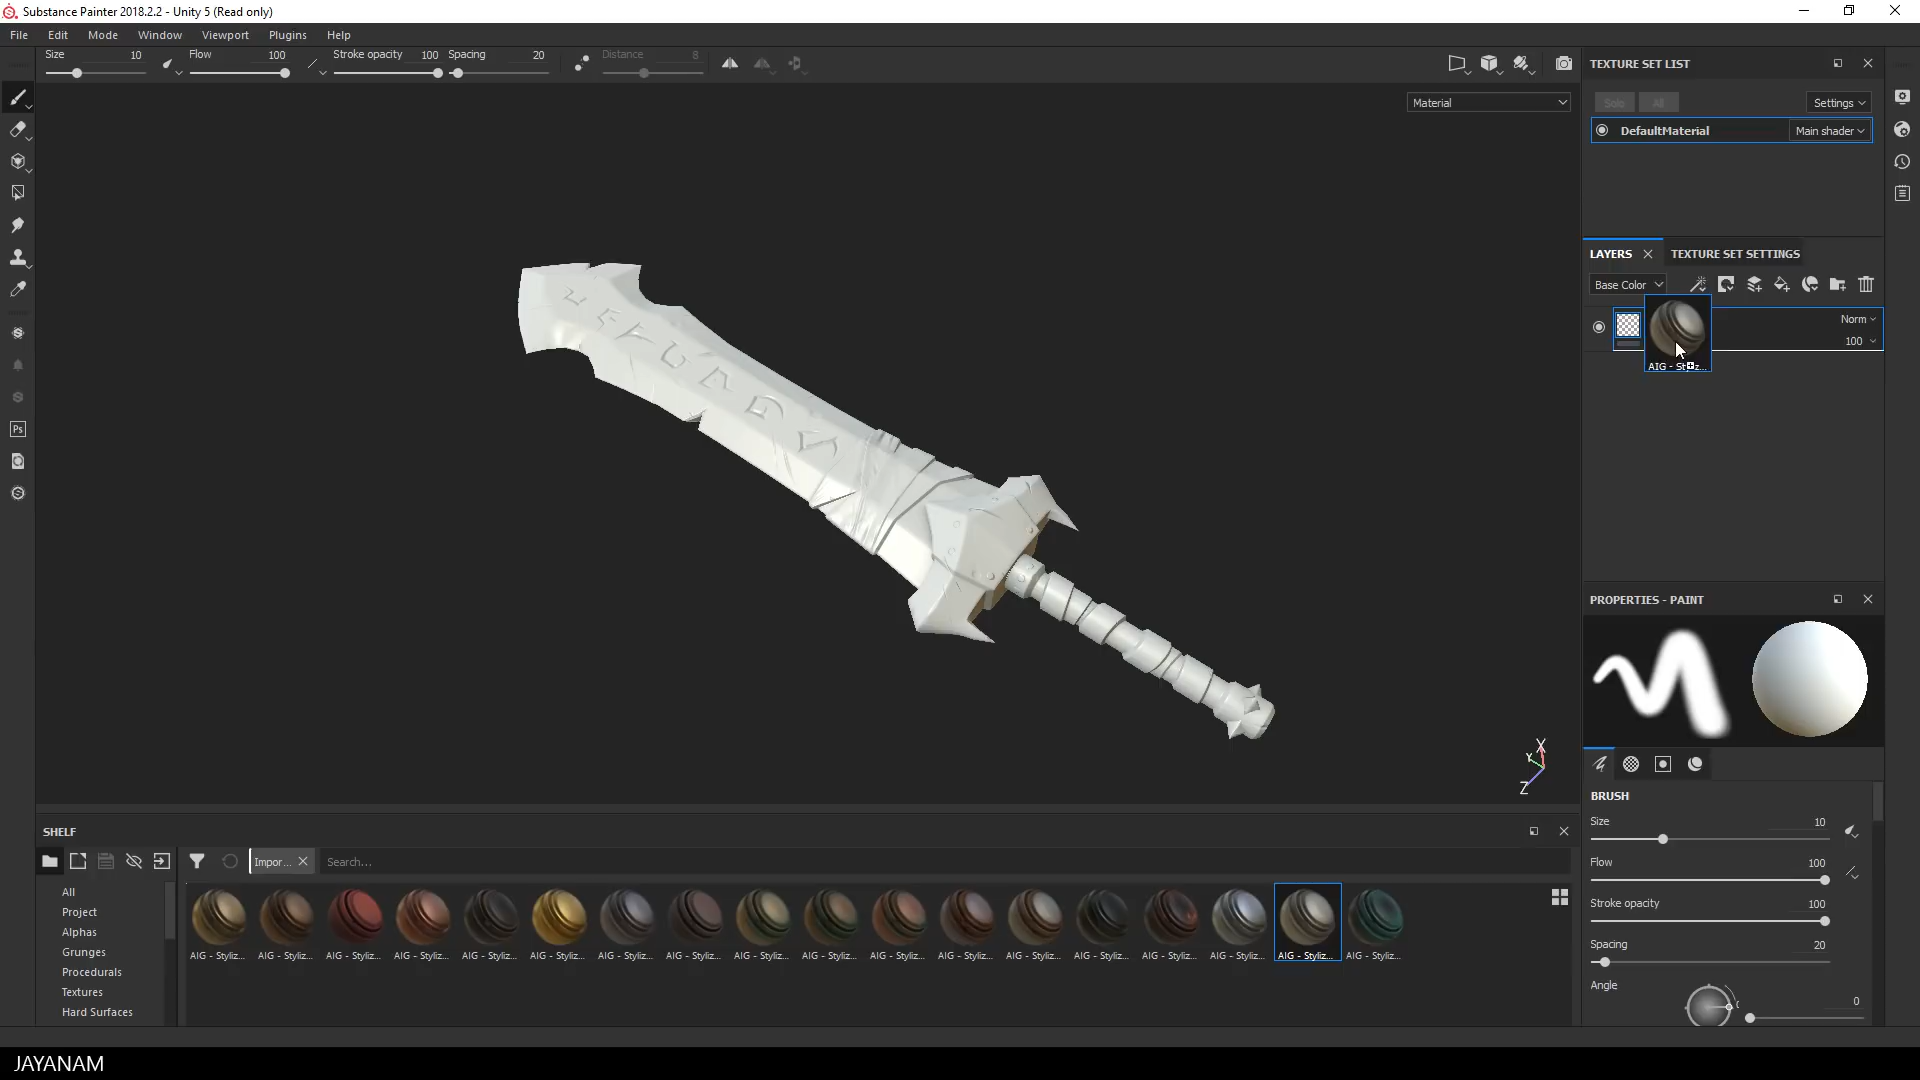 Substance Painter 2018.2.2 - Unity 5 (Read only)
File Edit Mode Window Viewport Plugins Help
Size 10 Flow 100 Stroke opacity 100 Spacing 20 Distance 8
Material
TEXTURE SET LIST
Solo All Settings
DefaultMaterial Main shader
LAYERS TEXTURE SET SETTINGS
Base Color
Norm
100
AIG - Styliz...
PROPERTIES - PAINT
BRUSH
Size 10
Flow 100
Stroke opacity 100
Spacing 20
Angle 0
Ps
X
Y
Z
SHELF
Impor... Search...
All
Project
Alphas
Grunges
Procedurals
Textures
Hard Surfaces
AIG - Styliz... AIG - Styliz... AIG - Styliz... AIG - Styliz... AIG - Styliz... AIG - Styliz... AIG - Styliz... AIG - Styliz... AIG - Styliz... AIG - Styliz... AIG - Styliz... AIG - Styliz... AIG - Styliz... AIG - Styliz... AIG - Styliz... AIG - Styliz... AIG - Styliz... AIG - Styliz...
JAYANAM